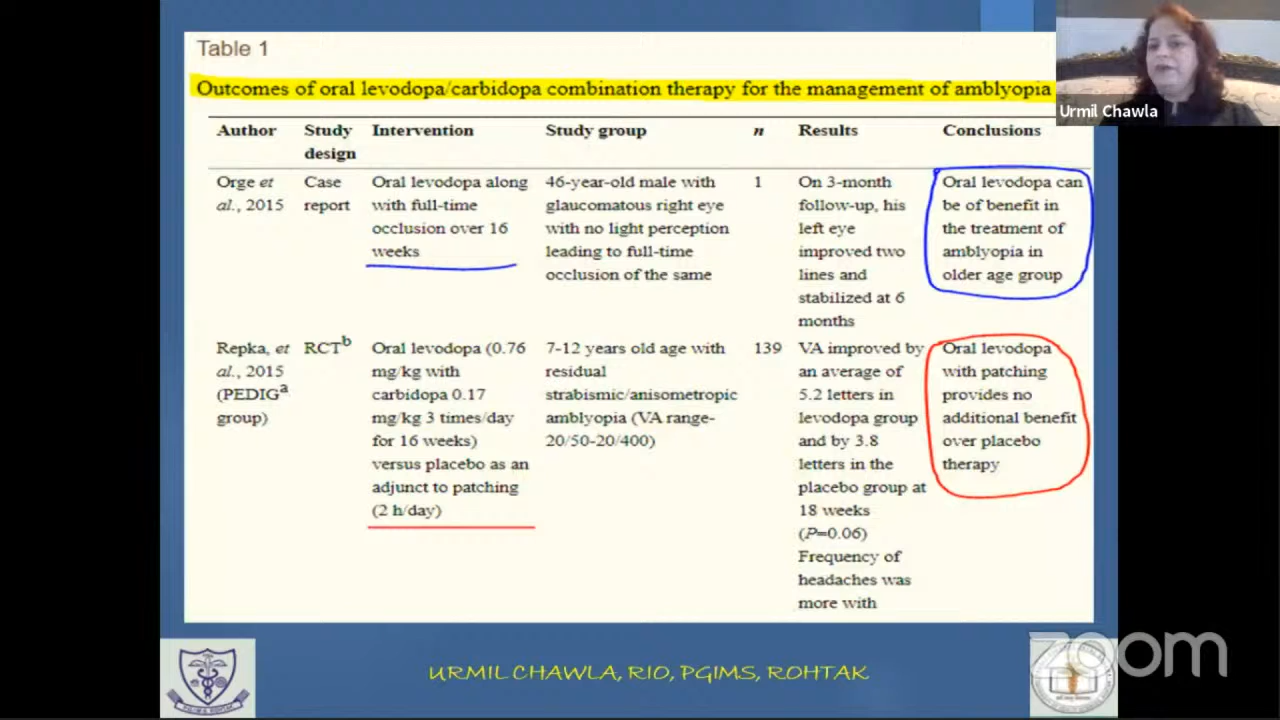 Table 1
Outcomes of oral levodopa/carbidopa combination therapy for the management of amblyopia
Urmil Chawla
Author
Study
design
Intervention
Study group
n
Results
Conclusions
Orge et
al., 2015
Case
report
Oral levodopa along
with full-time
occlusion over 16
weeks
46-year-old male with
glaucomatous right eye
with no light perception
leading to full-time
occlusion of the same
1
On 3-month
follow-up, his
left eye
improved two
lines and
stabilized at 6
months
Oral levodopa can
be of benefit in
the treatment of
amblyopia in
older age group
Repka, et
al., 2015
(PEDIGa
group)
RCTb
Oral levodopa (0.76
mg/kg with
carbidopa 0.17
mg/kg 3 times/day
for 16 weeks)
versus placebo as an
adjunct to patching
(2 h/day)
7-12 years old age with
residual
strabismic/anisometropic
amblyopia (VA range-
20/50-20/400)
139
VA improved by
an average of
5.2 letters in
levodopa group
and by 3.8
letters in the
placebo group at
18 weeks
(P=0.06)
Frequency of
headaches was
more with
Oral levodopa
with patching
provides no
additional benefit
over placebo
therapy
URMIL CHAWLA, RIO, PGIMS, ROHTAK
zoom